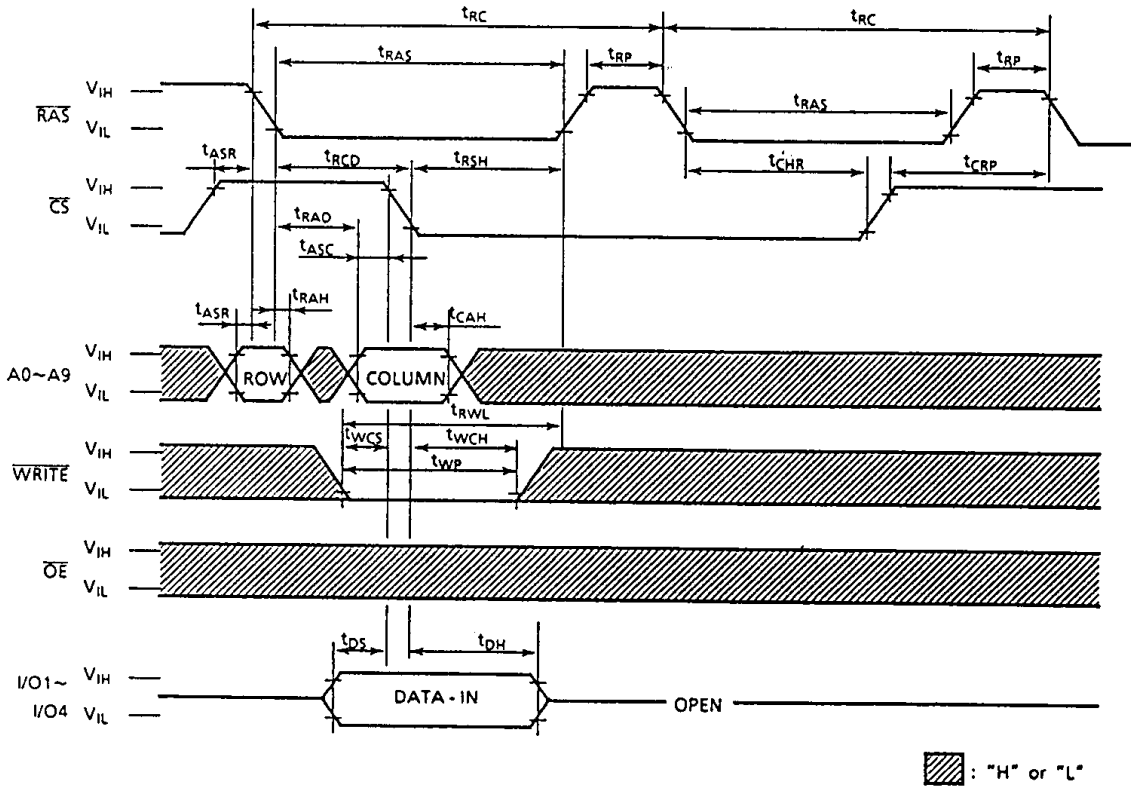 tRC tRC
tRAS tRP tRAS tRP
VIH
RAS
VIL
tASR tRCD tRSH tCHR tCRP
VIH
CS
VIL
tRAD
tASC
tASR tRAH tCAH
VIH
A0~A9 ROW COLUMN
VIL
tRWL
tWCS tWCH
VIH
WRITE tWP
VIL
VIH
OE
VIL
tDS tDH
I/O1~ VIH
DATA - IN OPEN
I/O4 VIL
: "H" or "L"